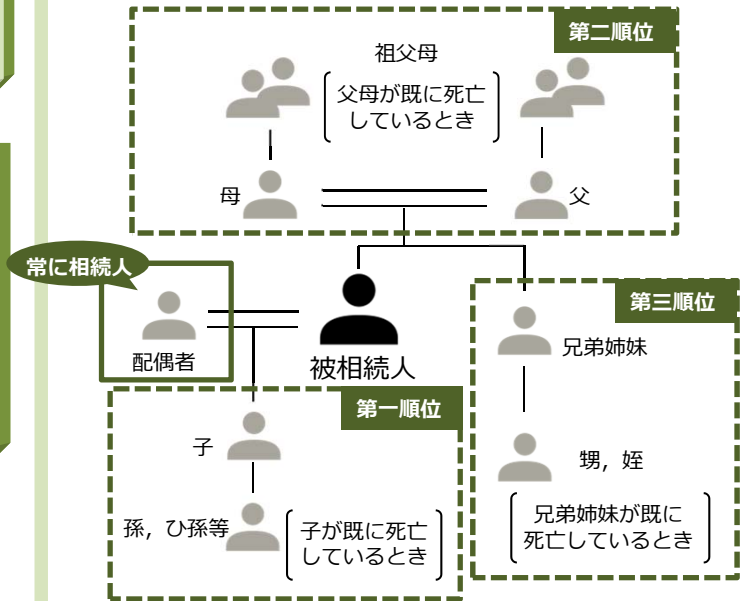 第二順位
祖父母
父母が既に死亡
しているとき
母
父
常に相続人
配偶者
被相続人
第三順位
兄弟姉妹
甥，姪
兄弟姉妹が既に
死亡しているとき
第一順位
子
孫，ひ孫等
子が既に死亡
しているとき